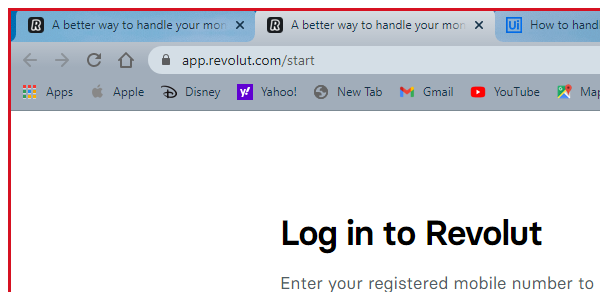 A better way to handle your mon
A better way to handle your mon
How to handl
app.revolut.com/start
Apps
Apple
Disney
Yahoo!
New Tab
Gmail
YouTube
Map
Log in to Revolut
Enter your registered mobile number to